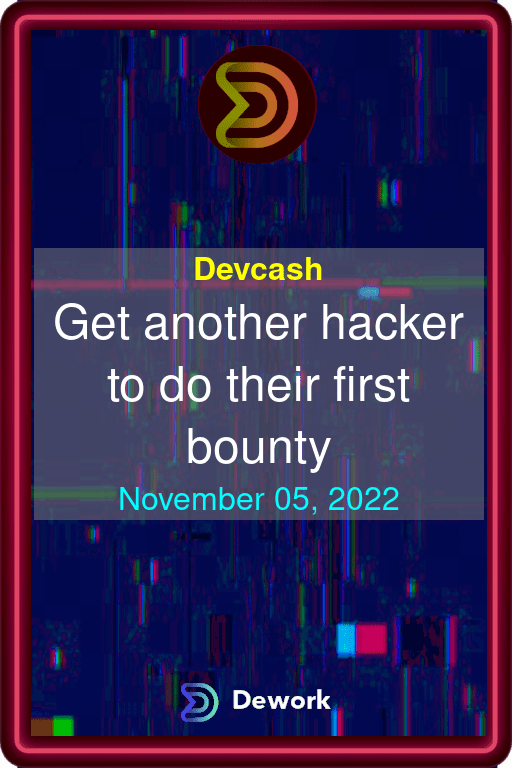 Devcash
Get another hacker
to do their first
bounty
November 05, 2022
Dework